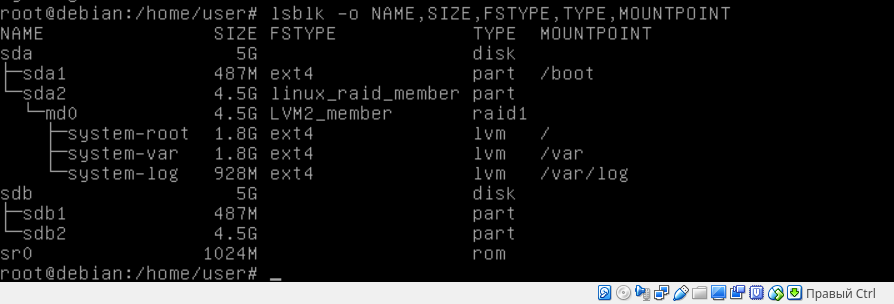 root@debian:/home/user# lsblk -o NAME,SIZE,FSTYPE,TYPE,MOUNTPOINT
NAME                SIZE FSTYPE            TYPE  MOUNTPOINT
sda                   5G                   disk
├─sda1              487M ext4              part  /boot
└─sda2              4.5G linux_raid_member part
  └─md0             4.5G LVM2_member       raid1
    ├─system-root   1.8G ext4              lvm   /
    ├─system-var    1.8G ext4              lvm   /var
    └─system-log    928M ext4              lvm   /var/log
sdb                   5G                   disk
├─sdb1              487M                   part
└─sdb2              4.5G                   part
sr0                1024M                   rom
root@debian:/home/user# _
Правый Ctrl